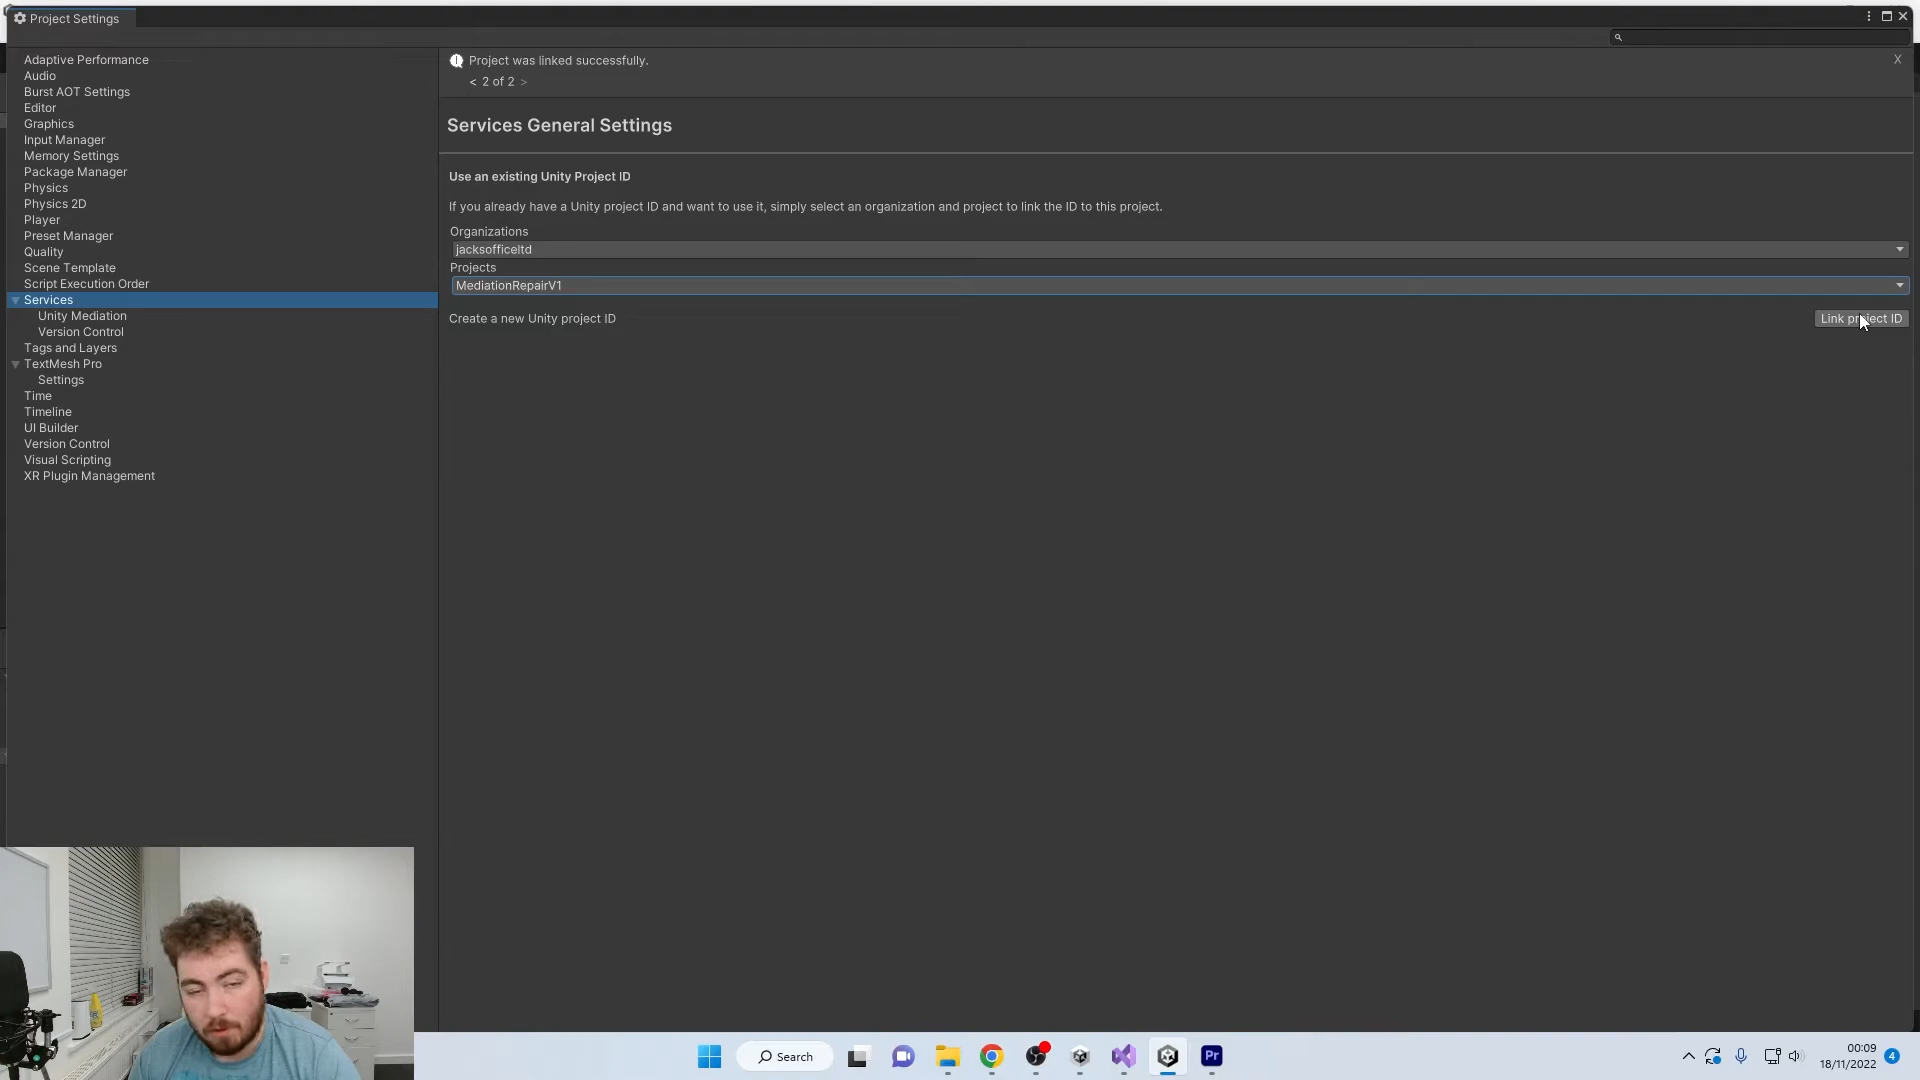 Project Settings
Adaptive Performance
Audio
Burst AOT Settings
Editor
Graphics
Input Manager
Memory Settings
Package Manager
Physics
Physics 2D
Player
Preset Manager
Quality
Scene Template
Script Execution Order
Services
Unity Mediation
Version Control
Tags and Layers
TextMesh Pro
Settings
Time
Timeline
UI Builder
Version Control
Visual Scripting
XR Plugin Management
Project was linked successfully.
X
< 2 of 2 >
Services General Settings
Use an existing Unity Project ID
If you already have a Unity project ID and want to use it, simply select an organization and project to link the ID to this project.
Organizations
jacksofficeltd
Projects
MediationRepairV1
Create a new Unity project ID
Link project ID
Search
Pr
00:09
18/11/2022
4